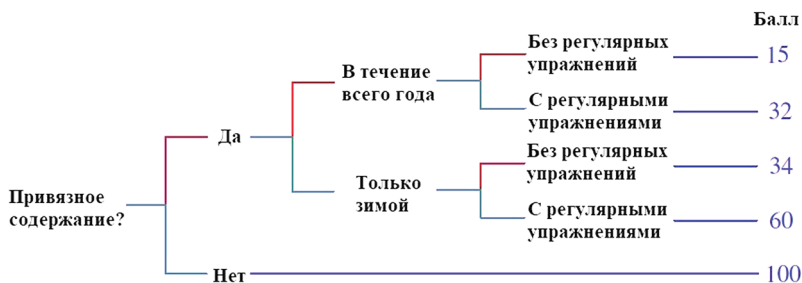 Балл
Без регулярных
упражнений
15
В течение
всего года
С регулярными
упражнениями
32
Да
Без регулярных
упражнений
34
Только
зимой
Привязное
содержание?
С регулярными
упражнениями
60
Нет
100